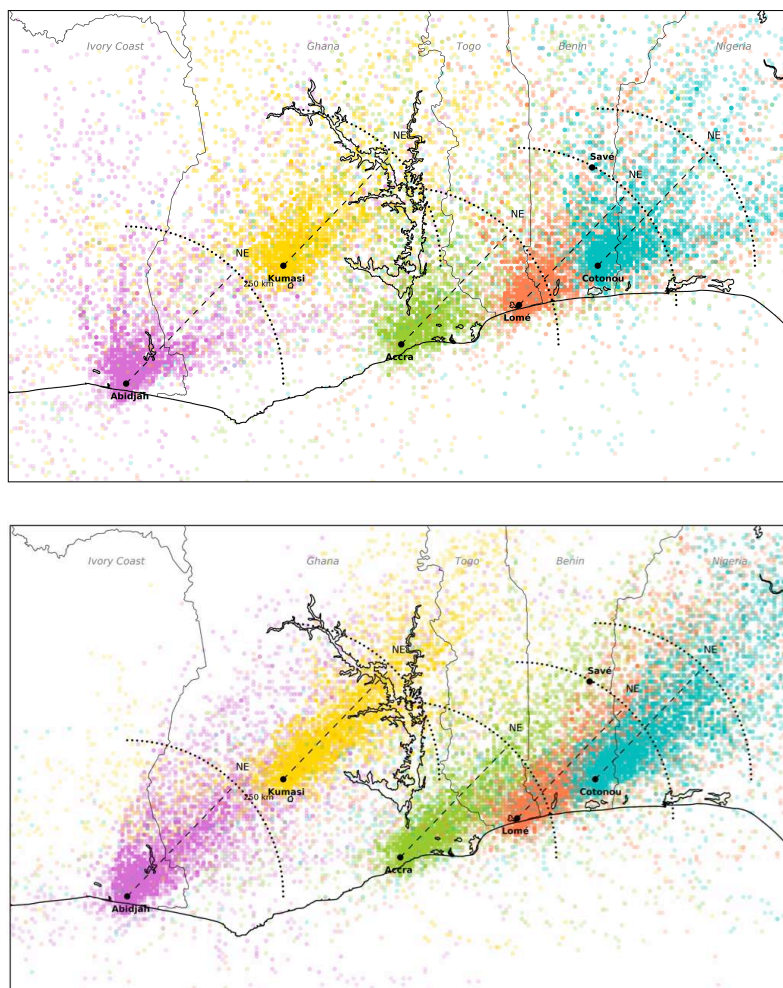 Ivory Coast Ghana Togo Benin Nigeria
NE NE
Savé
NE
NE
NE
Kumasi Cotonou
250 km
Lomé
Accra
Abidjan
Ivory Coast Ghana Togo Benin Nigeria
NE NE
Savé
NE
NE
NE
Kumasi Cotonou
250 km
Lomé
Accra
Abidjan